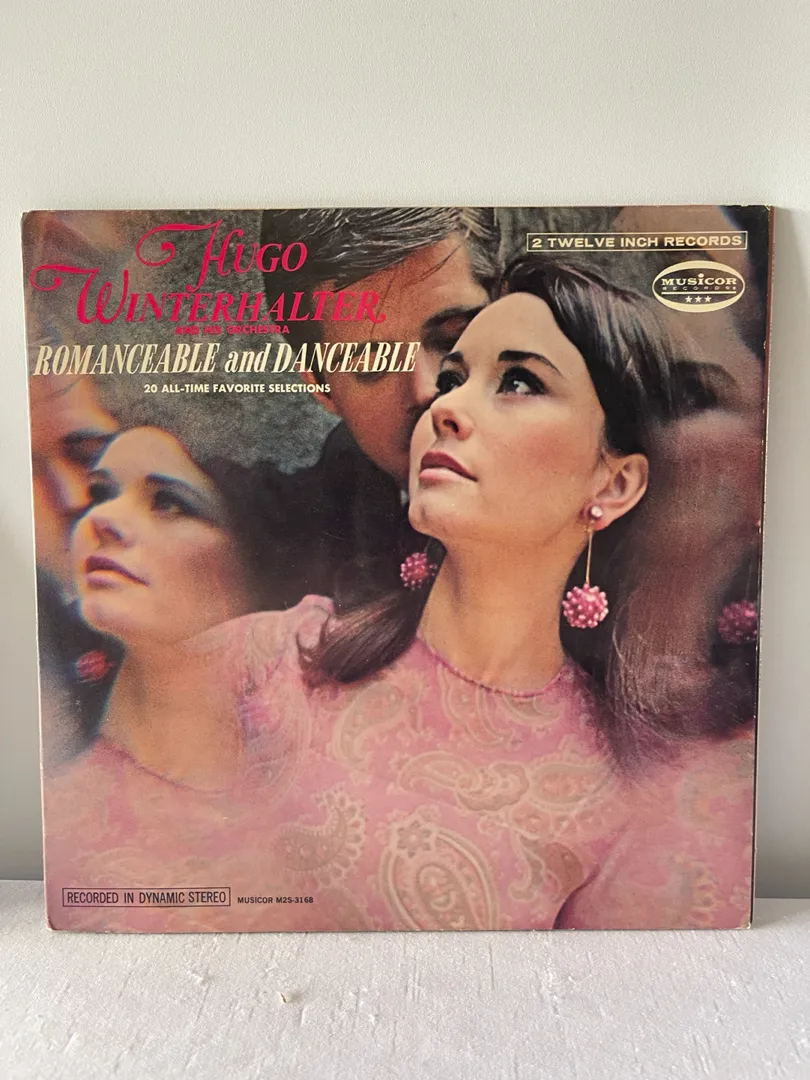 HUGO
WINTERHALTER
AND HIS ORCHESTRA
ROMANCEABLE and DANCEABLE
20 ALL-TIME FAVORITE SELECTIONS
2 TWELVE INCH RECORDS
MUSICOR
RECORDS
RECORDED IN DYNAMIC STEREO
MUSICOR M2S-3168